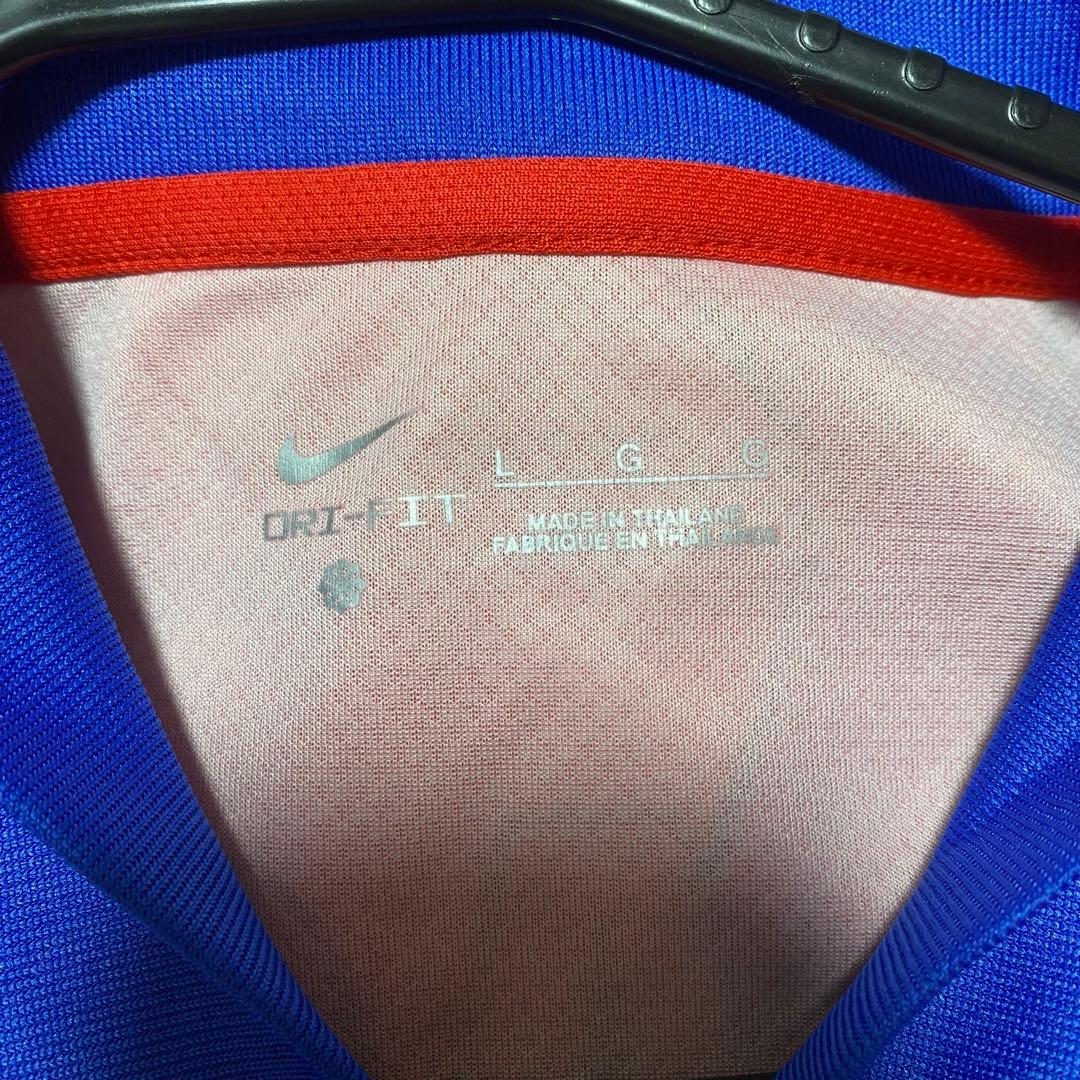 DRI-FIT
L G G
MADE IN THAILAND
FABRIQUE EN THAILANDE